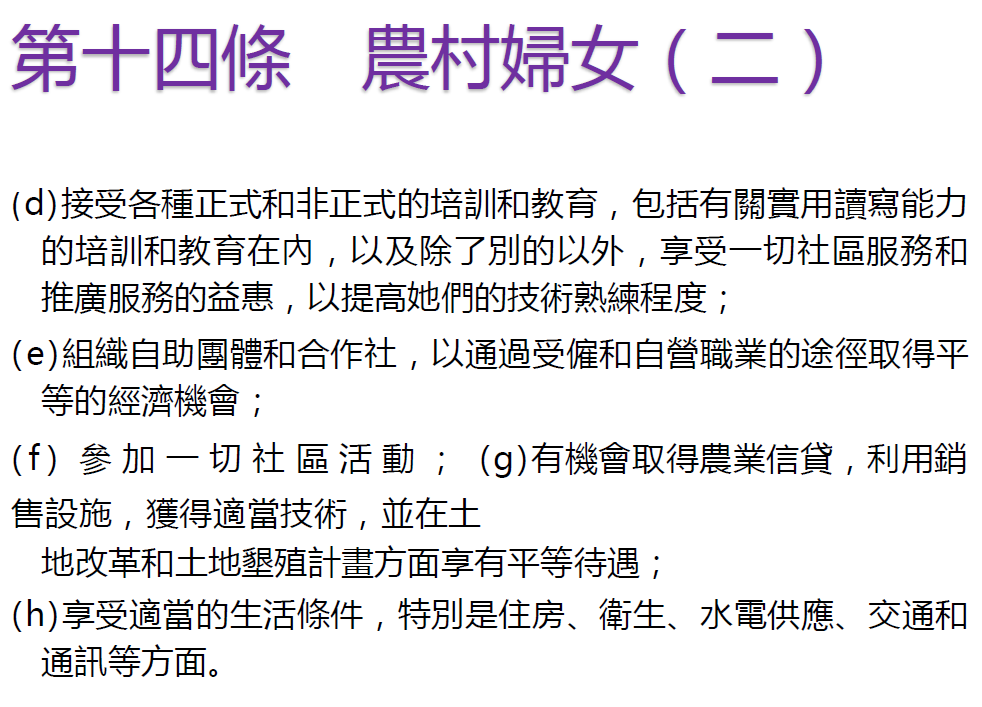 第十四條　農村婦女（二）
(d)接受各種正式和非正式的培訓和教育，包括有關實用讀寫能力
的培訓和教育在內，以及除了別的以外，享受一切社區服務和
推廣服務的益惠，以提高她們的技術熟練程度；
(e)組織自助團體和合作社，以通過受僱和自營職業的途徑取得平
等的經濟機會；
(f) 參加一切社區活動； (g)有機會取得農業信貸，利用銷
售設施，獲得適當技術，並在土
地改革和土地墾殖計畫方面享有平等待遇；
(h)享受適當的生活條件，特別是住房、衛生、水電供應、交通和
通訊等方面。